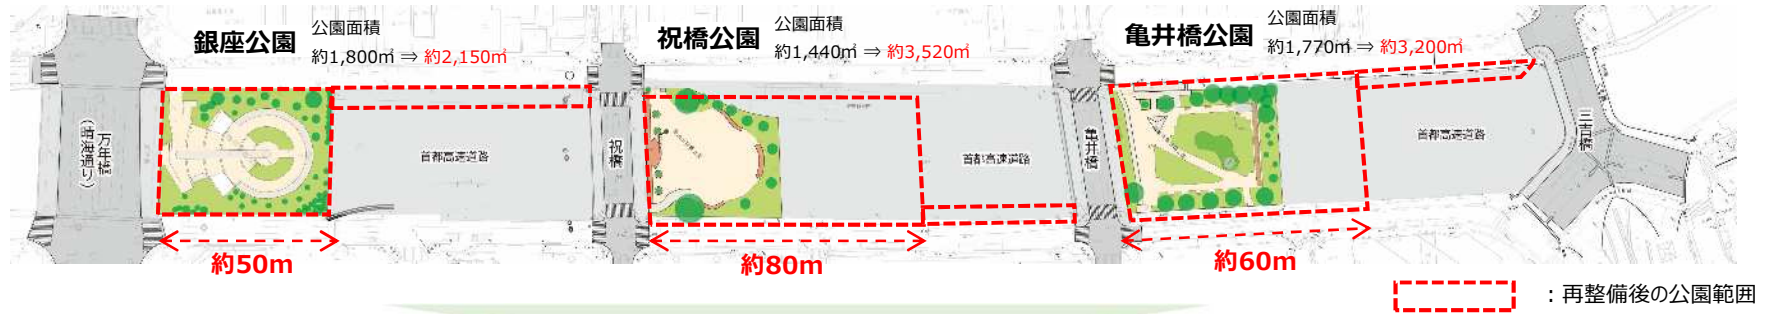 銀座公園
公園面積
約1,800㎡ ⇒ 約2,150㎡
祝橋公園
公園面積
約1,440㎡ ⇒ 約3,520㎡
亀井橋公園
公園面積
約1,770㎡ ⇒ 約3,200㎡
万年橋
(晴海通り)
首都高速道路
祝橋
首都高速道路
亀井橋
首都高速道路
三吉橋
約50m
約80m
約60m
：再整備後の公園範囲